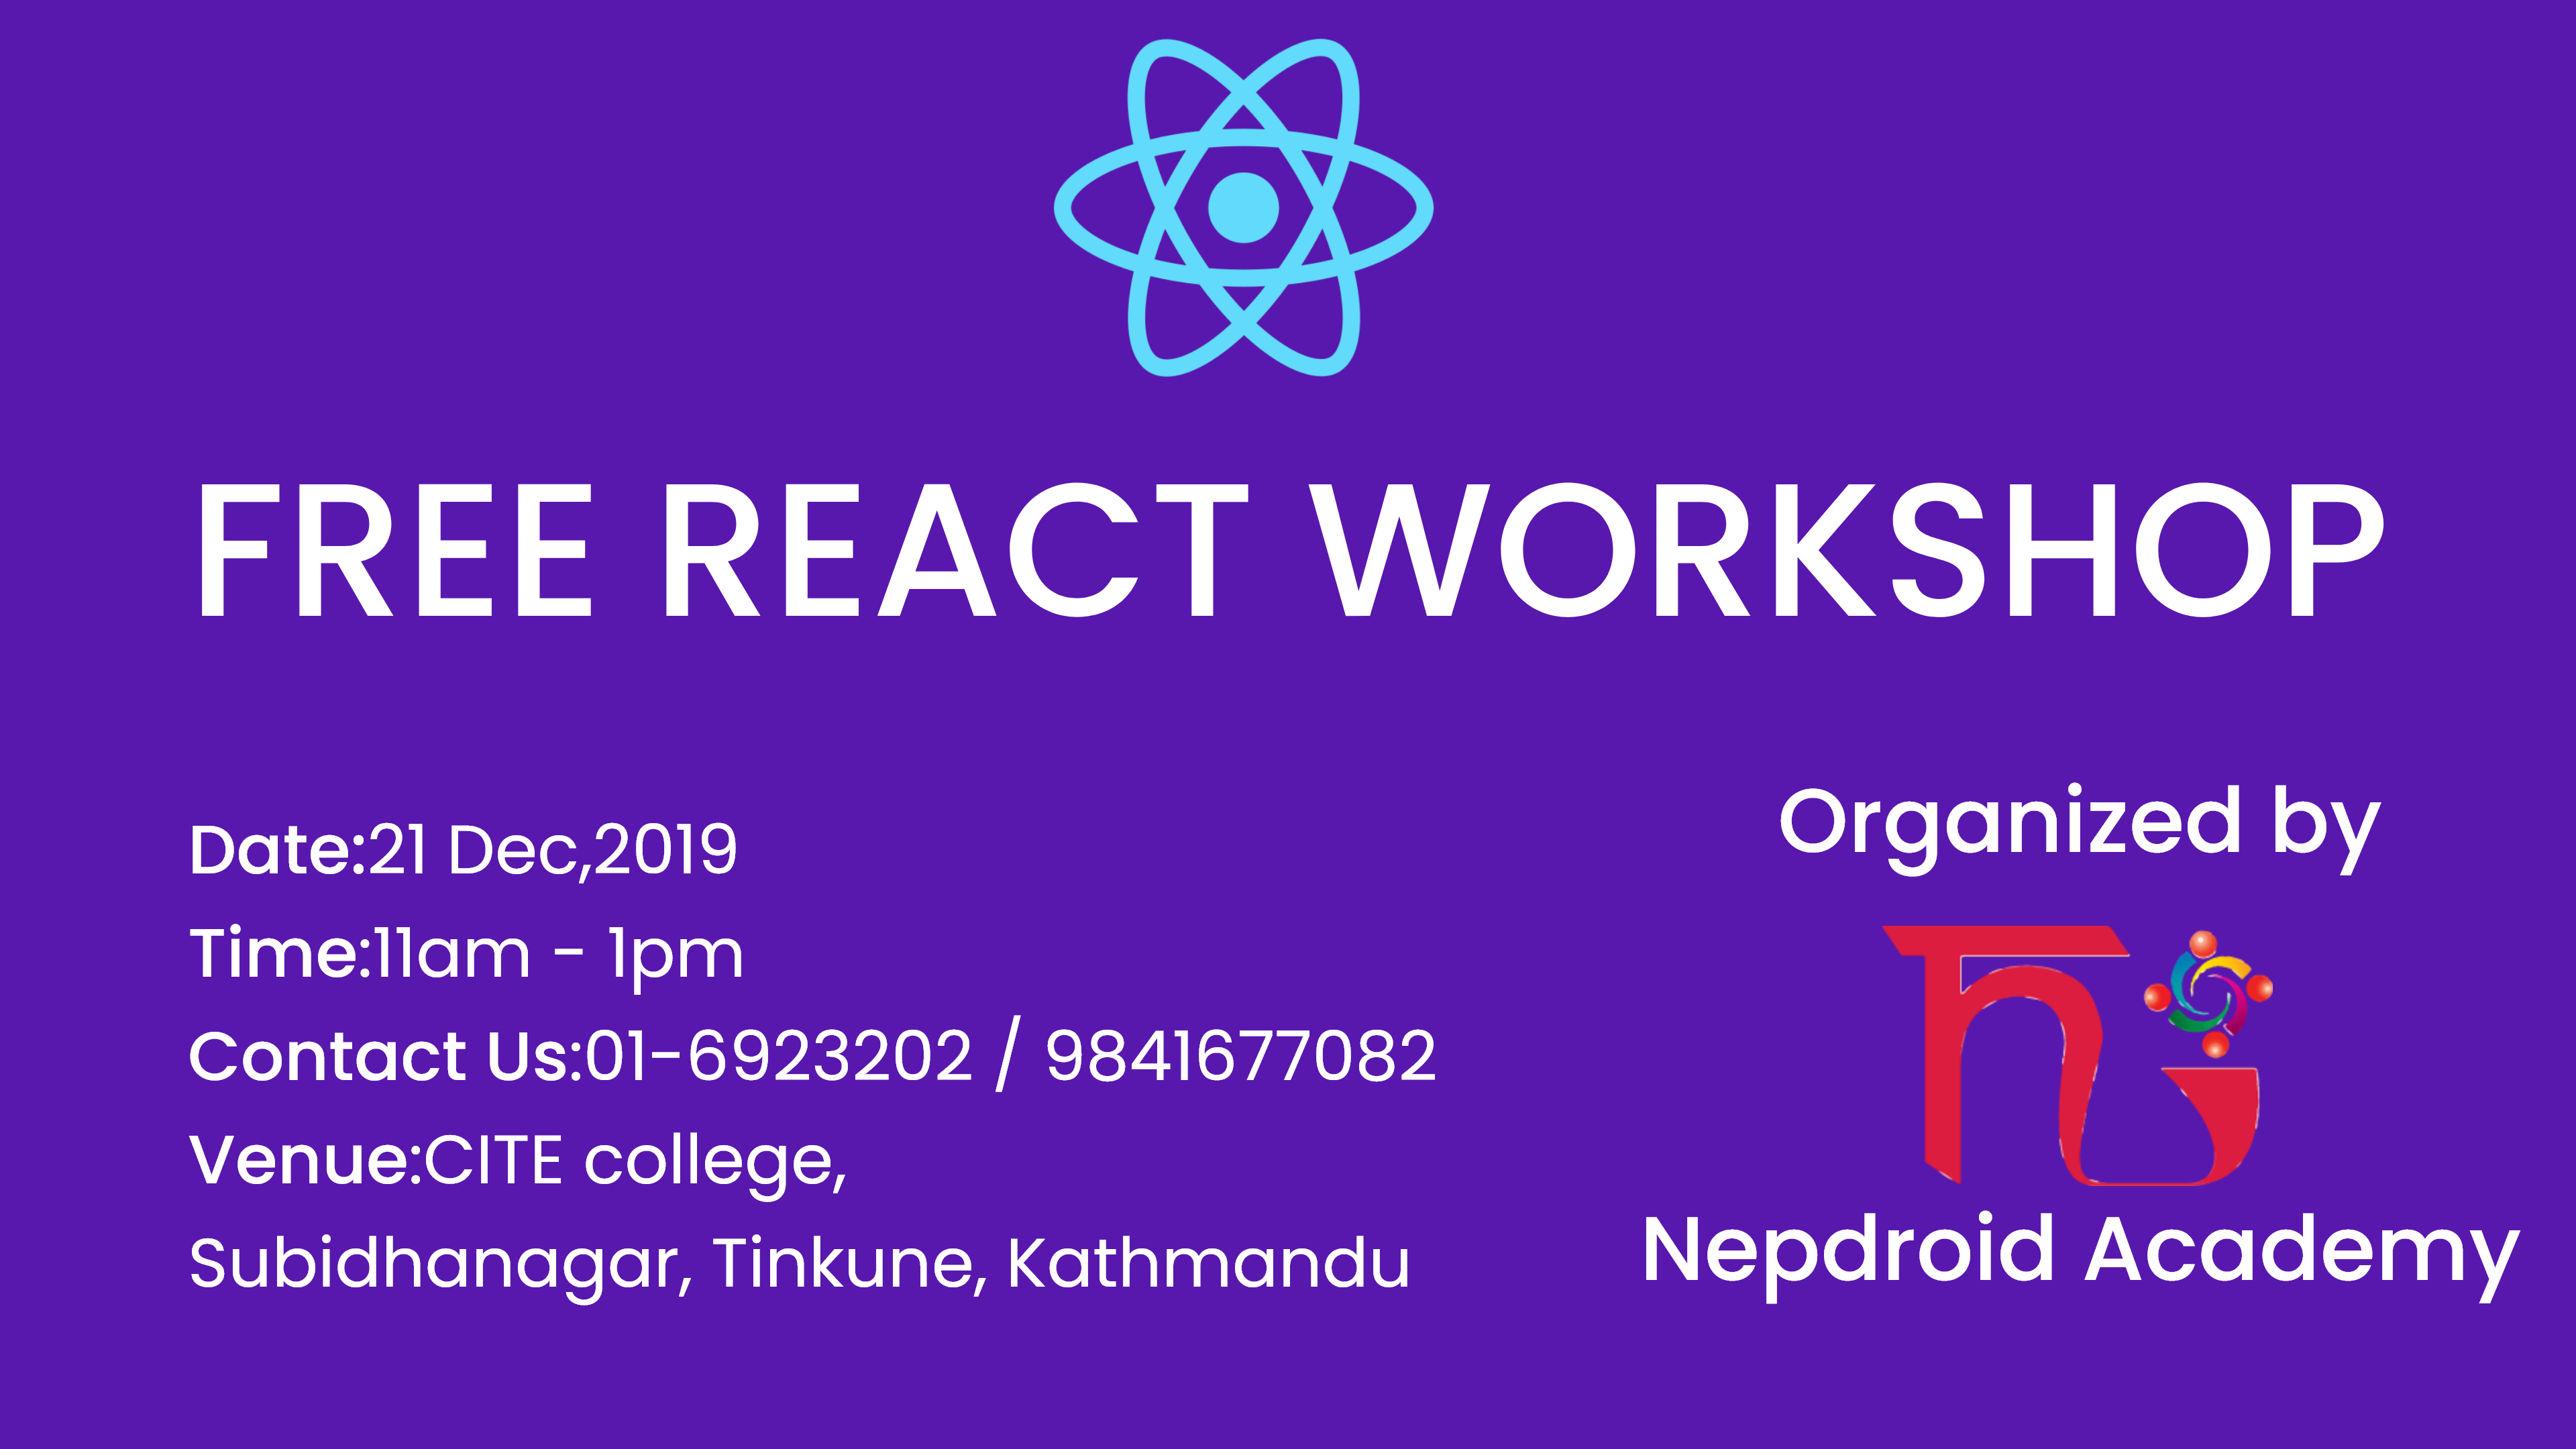 FREE REACT WORKSHOP
Date:21 Dec,2019
Time:11am - 1pm
Contact Us:01-6923202 / 9841677082
Venue:CITE college,
Subidhanagar, Tinkune, Kathmandu
Organized by
Nepdroid Academy